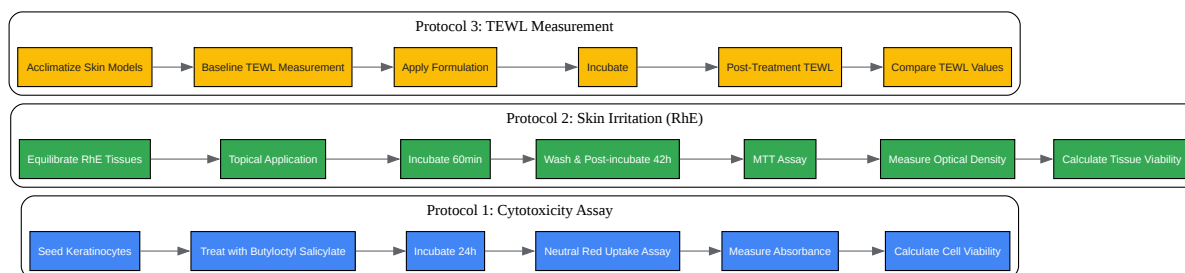 Protocol 3: TEWL Measurement
Acclimatize Skin Models
Baseline TEWL Measurement
Apply Formulation
Incubate
Post-Treatment TEWL
Compare TEWL Values
Protocol 2: Skin Irritation (RhE)
Equilibrate RhE Tissues
Topical Application
Incubate 60min
Wash & Post-incubate 42h
MTT Assay
Measure Optical Density
Calculate Tissue Viability
Protocol 1: Cytotoxicity Assay
Seed Keratinocytes
Treat with Butyloctyl Salicylate
Incubate 24h
Neutral Red Uptake Assay
Measure Absorbance
Calculate Cell Viability